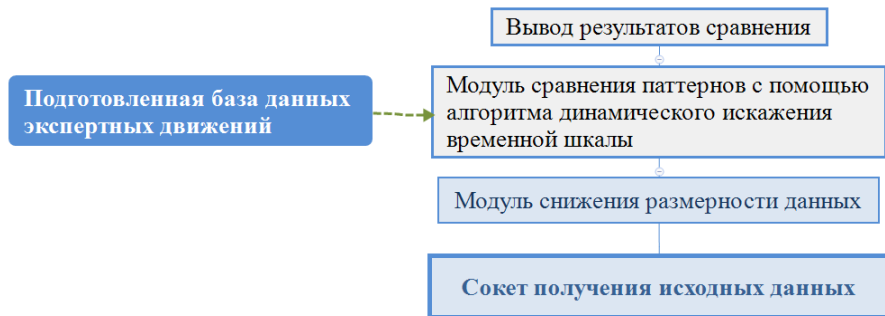 Вывод результатов сравнения
Подготовленная база данных
экспертных движений
Модуль сравнения паттернов с помощью
алгоритма динамического искажения
временной шкалы
Модуль снижения размерности данных
Сокет получения исходных данных